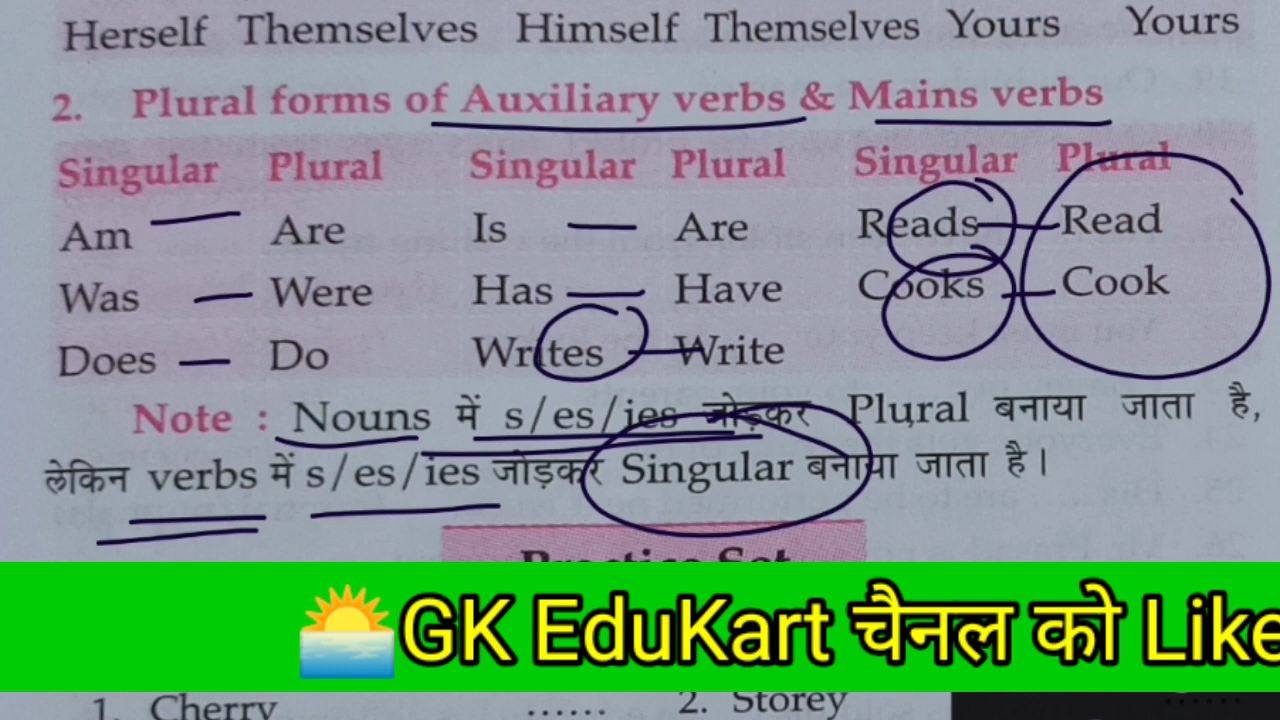 Herself Themselves Himself Themselves Yours Yours
2. Plural forms of Auxiliary verbs & Mains verbs
Singular Plural Singular Plural Singular Plural
Am Are Is Are Reads Read
Was Were Has Have Cooks Cook
Does Do Writes Write
Note : Nouns में s/es/ies जोड़कर Plural बनाया जाता है,
लेकिन verbs में s/es/ies जोड़कर Singular बनाया जाता है।
Practice Set
GK EduKart चैनल को Like
1. Cherry ...... 2. Storey ......